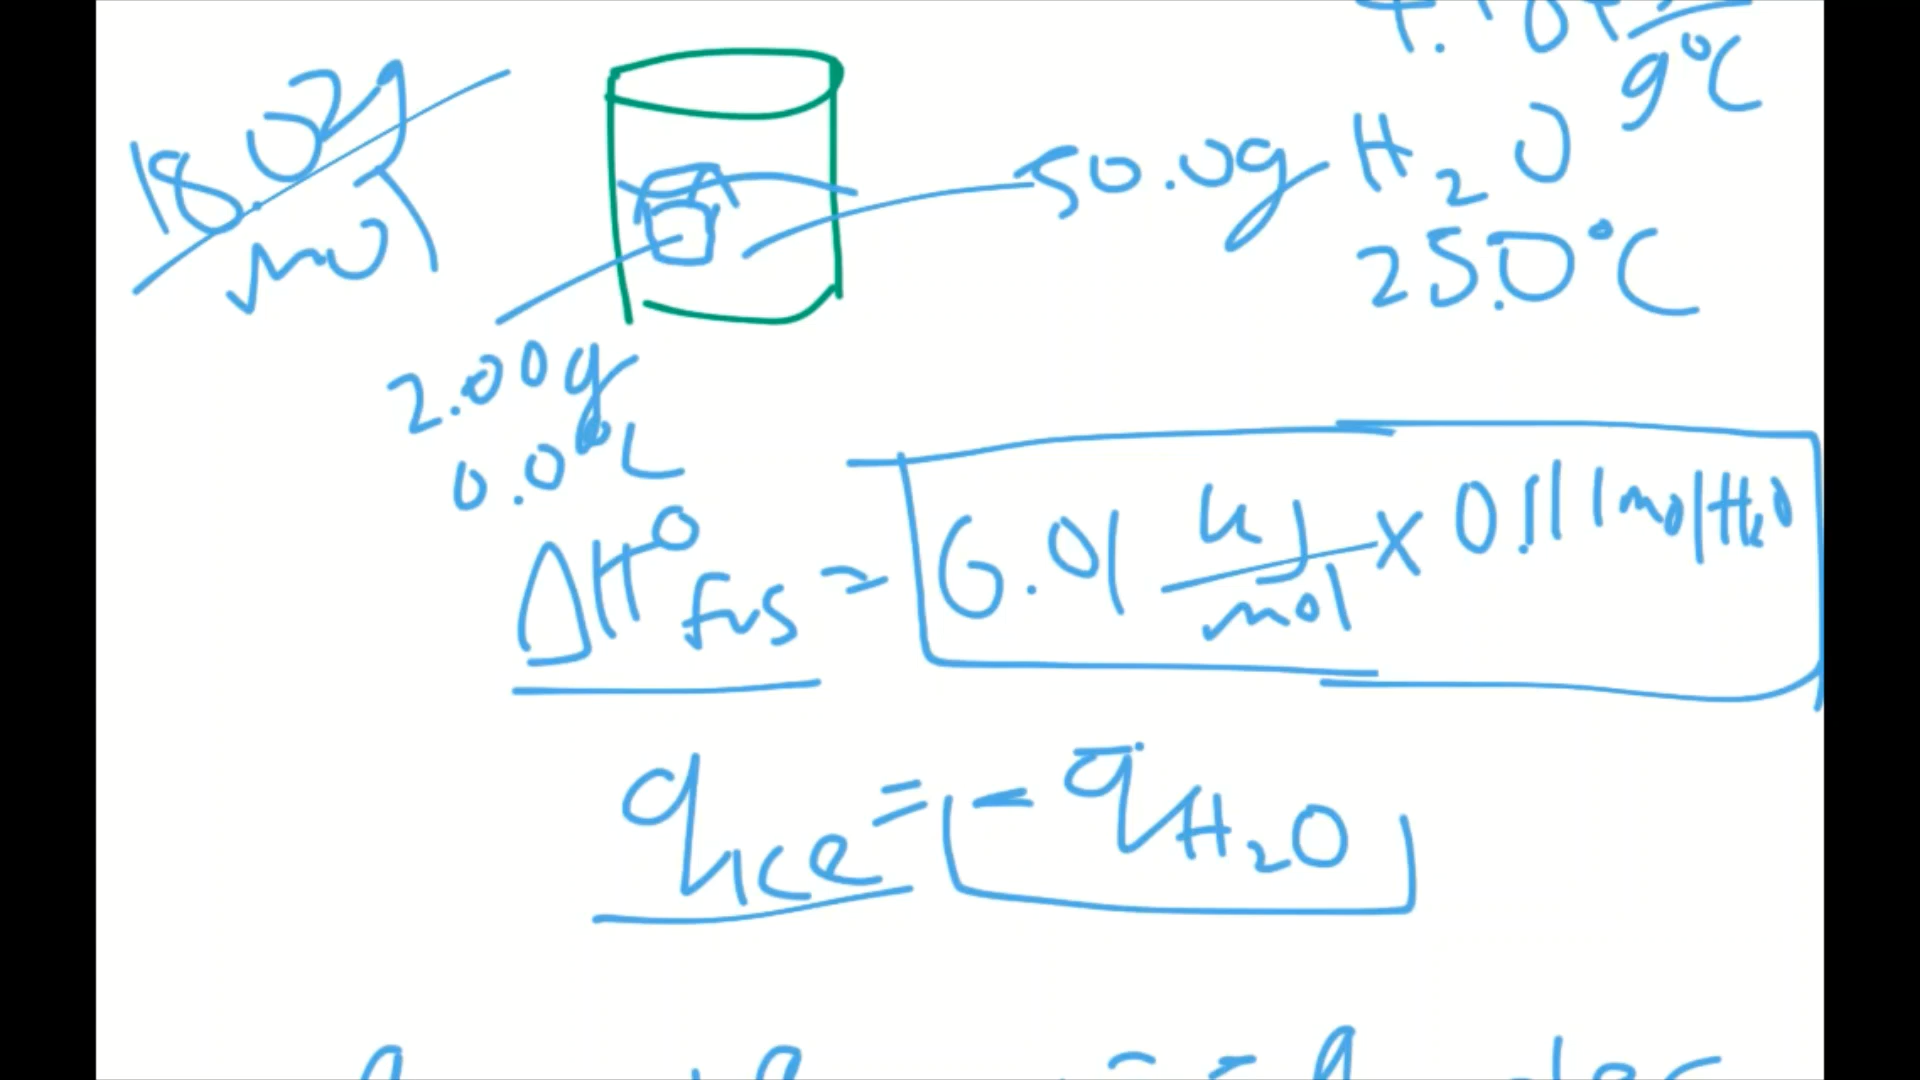 18.02 g
mol
g°C
50.0g H₂O
25.0°C
2.00g
0.0°C
ΔH°fus = 6.01 kJ/mol × 0.111 mol H₂O
qice = - qH₂O